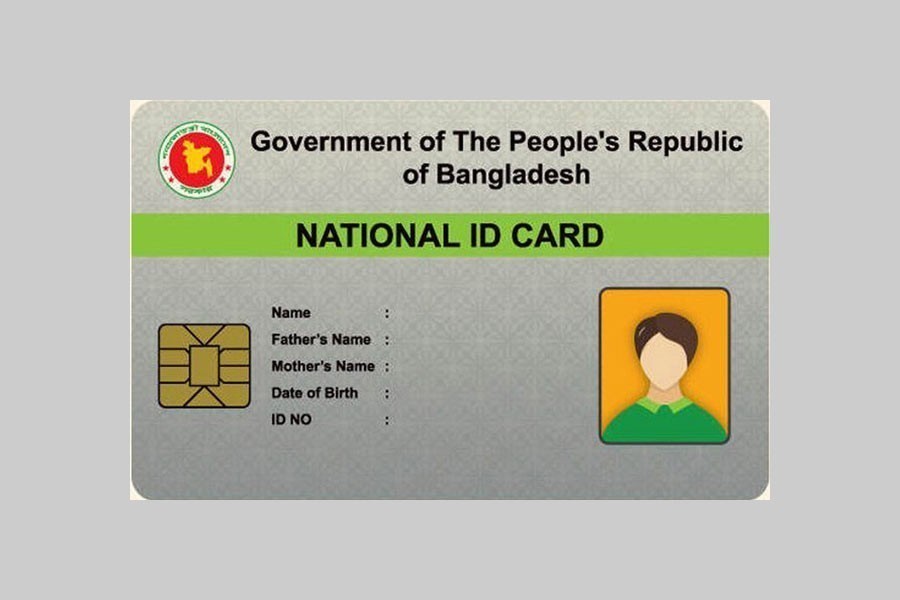 Government of The People's Republic
of Bangladesh
NATIONAL ID CARD
Name :
Father's Name :
Mother's Name :
Date of Birth :
ID NO :